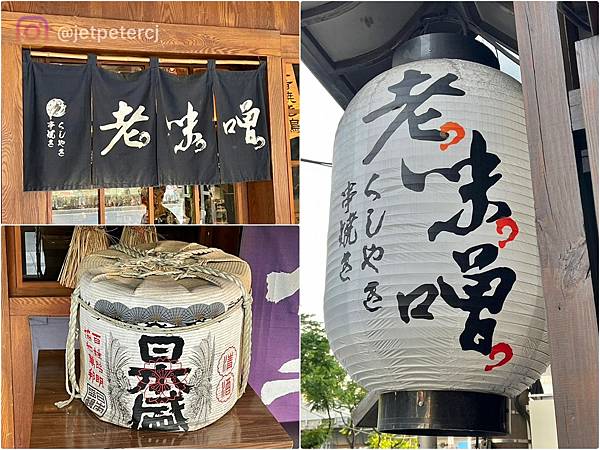 @jetpetercj
老味噌
くしやき
串焼き
老味噌
くしやき
串焼き
日本盛